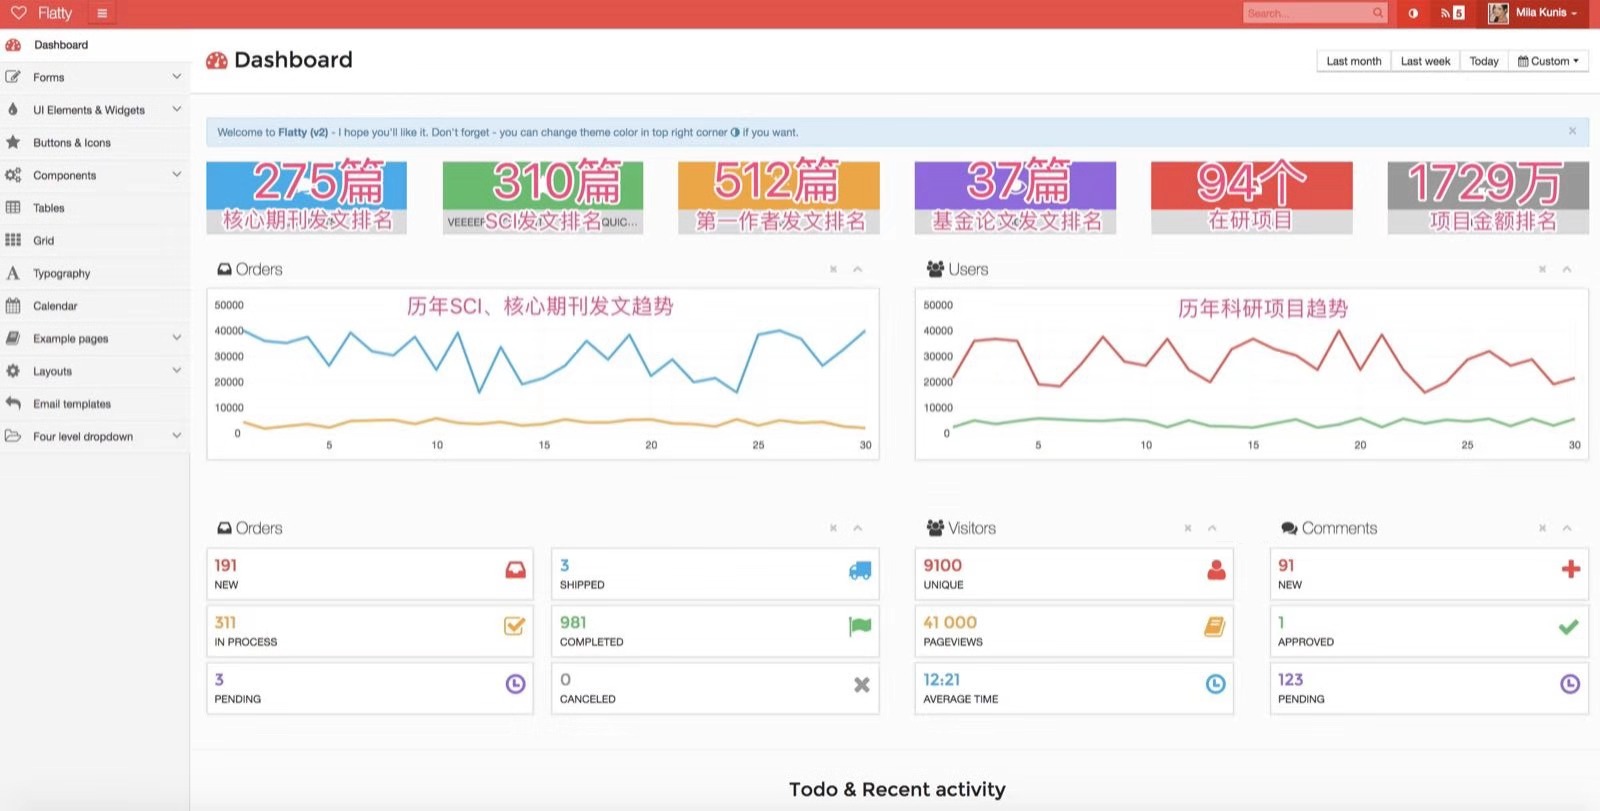 Flatty
Search...
5
Mila Kunis
Dashboard
Forms
UI Elements & Widgets
Buttons & Icons
Components
Tables
Grid
Typography
Calendar
Example pages
Layouts
Email templates
Four level dropdown
Dashboard
Last month
Last week
Today
Custom
Welcome to Flatty (v2) - I hope you'll like it. Don't forget - you can change theme color in top right corner if you want.
275篇
核心期刊发文排名
310篇
SCI发文排名
512篇
第一作者发文排名
37篇
基金论文发文排名
94个
在研项目
1729万
项目金额排名
Orders
历年SCI、核心期刊发文趋势
50000
40000
30000
20000
10000
0
5 10 15 20 25 30
Users
历年科研项目趋势
50000
40000
30000
20000
10000
0
5 10 15 20 25 30
Orders
191
NEW
3
SHIPPED
311
IN PROCESS
981
COMPLETED
3
PENDING
0
CANCELED
Visitors
9100
UNIQUE
41 000
PAGEVIEWS
12:21
AVERAGE TIME
Comments
91
NEW
1
APPROVED
123
PENDING
Todo & Recent activity